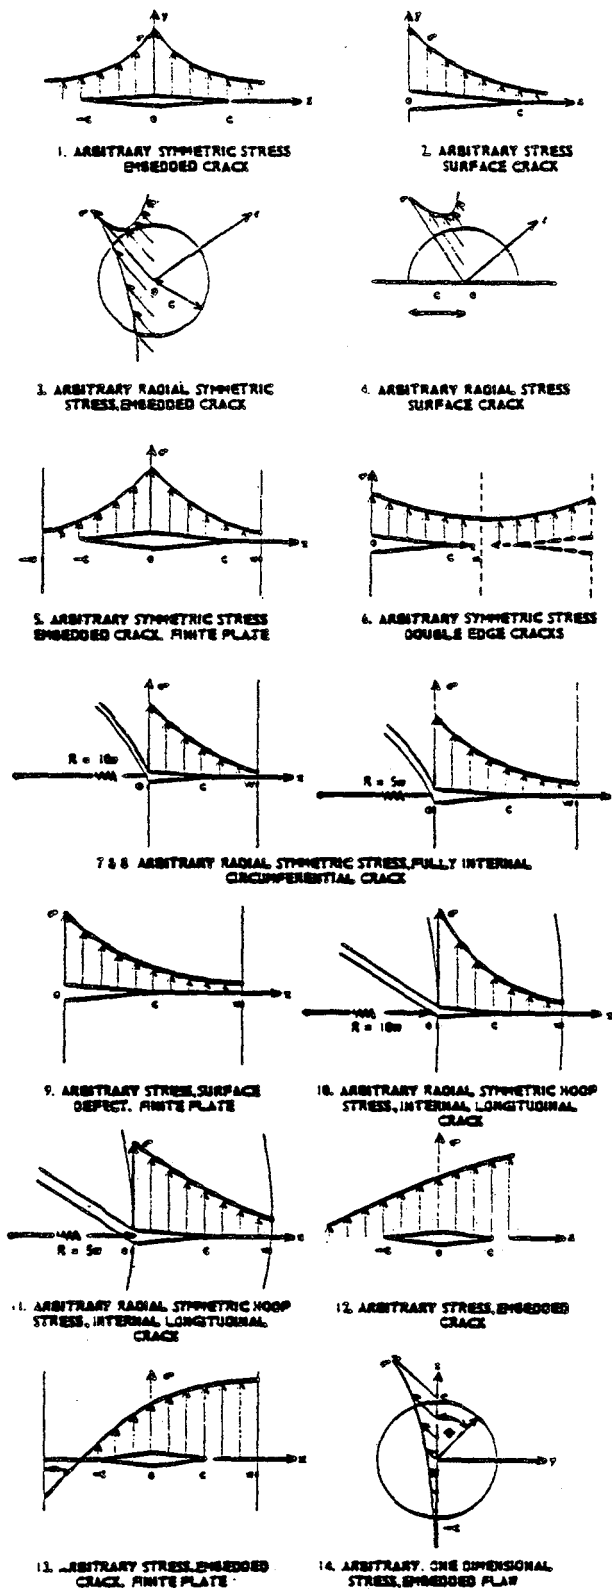 y
σ
x
-c
o
c
1. ARBITRARY SYMMETRIC STRESS
EMBEDDED CRACK
y
σ
o
c
x
2. ARBITRARY STRESS
SURFACE CRACK
σ
r
o
c
3. ARBITRARY RADIAL SYMMETRIC
STRESS, EMBEDDED CRACK
σ
r
c
o
4. ARBITRARY RADIAL STRESS
SURFACE CRACK
σ
x
-c
o
c
w
5. ARBITRARY SYMMETRIC STRESS
EMBEDDED CRACK. FINITE PLATE
σ
o
c
w
6. ARBITRARY SYMMETRIC STRESS
DOUBLE EDGE CRACKS
σ
R = 10w
o
c
w
x
σ
R = 5w
o
c
w
x
7 & 8 ARBITRARY RADIAL SYMMETRIC STRESS, FULLY INTERNAL
CIRCUMFERENTIAL CRACK
σ
o
c
w
x
9. ARBITRARY STRESS, SURFACE
DEFECT. FINITE PLATE
σ
R = 10w
o
c
w
x
10. ARBITRARY RADIAL SYMMETRIC HOOP
STRESS, INTERNAL LONGITUDINAL
CRACK
σ
R = 5w
o
c
w
x
11. ARBITRARY RADIAL SYMMETRIC HOOP
STRESS, INTERNAL LONGITUDINAL
CRACK
σ
-c
o
c
x
12. ARBITRARY STRESS, EMBEDDED
CRACK
σ
-c
o
c
w
x
13. ARBITRARY STRESS, EMBEDDED
CRACK. FINITE PLATE
σ
x
c
Φ
y
-c
14. ARBITRARY, ONE DIMENSIONAL
STRESS, EMBEDDED FLAW